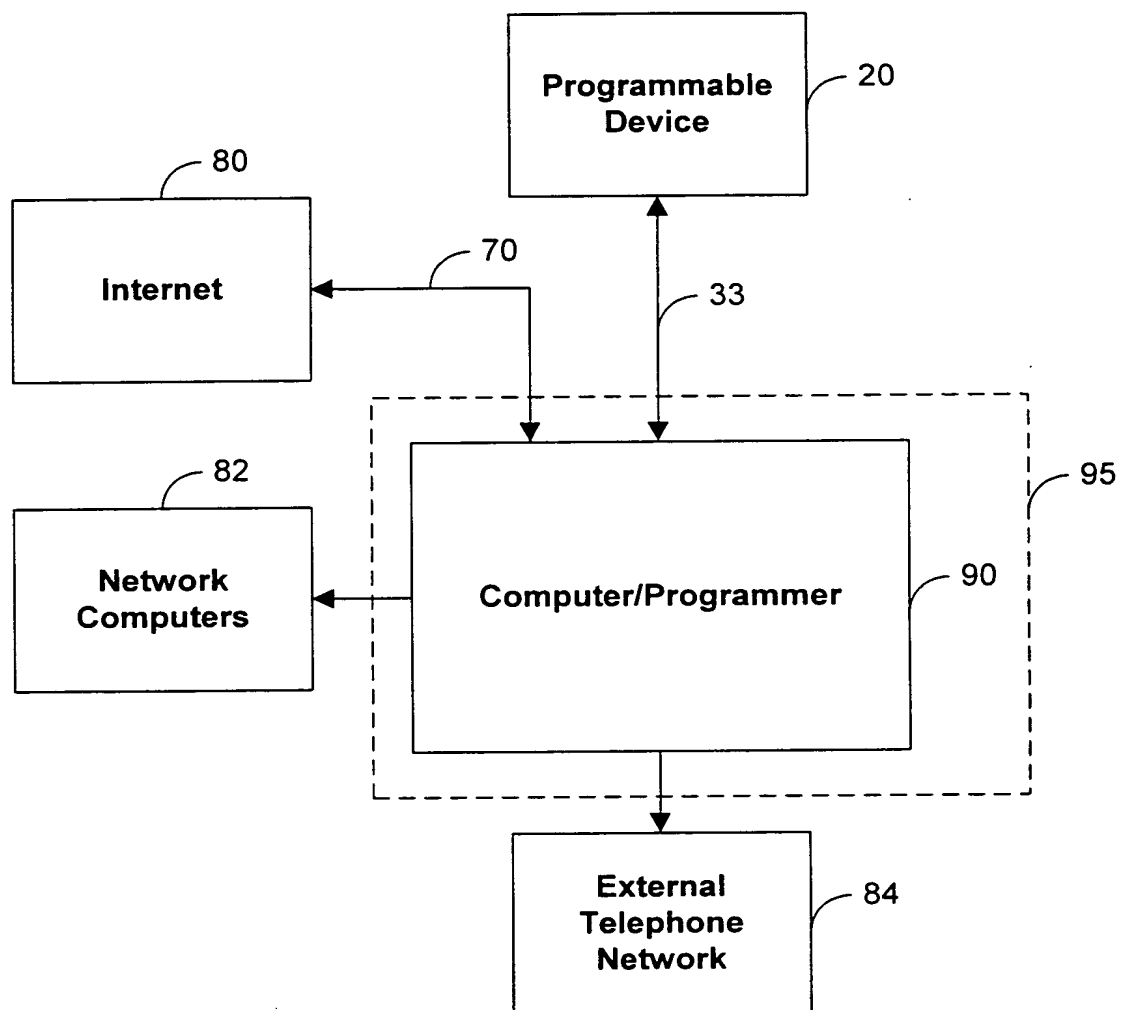 Programmable
Device
20
80
Internet
70
33
95
82
Network
Computers
Computer/Programmer
90
External
Telephone
Network
84